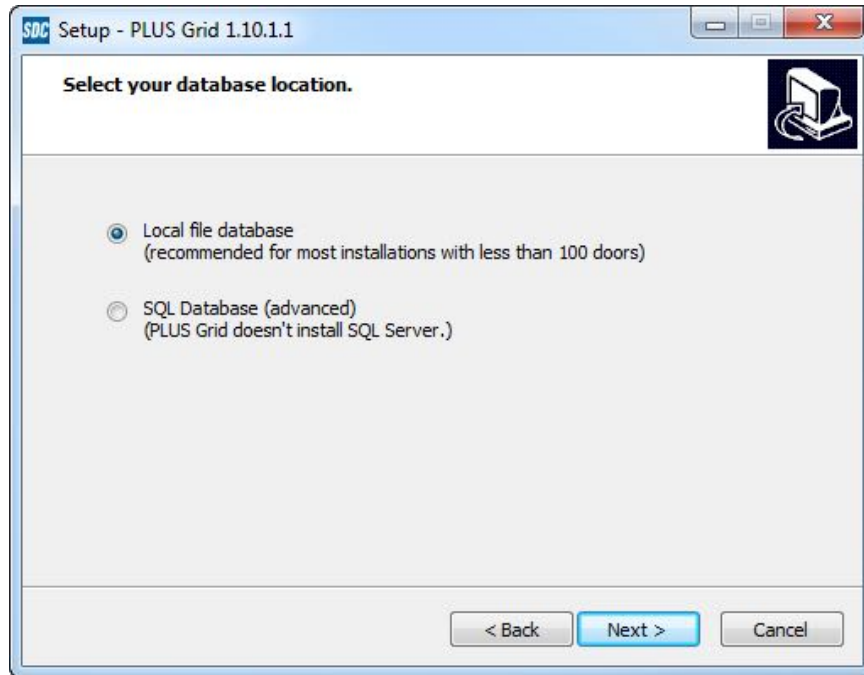 SDC Setup - PLUS Grid 1.10.1.1
Select your database location.
Local file database
(recommended for most installations with less than 100 doors)
SQL Database (advanced)
(PLUS Grid doesn't install SQL Server.)
< Back Next > Cancel